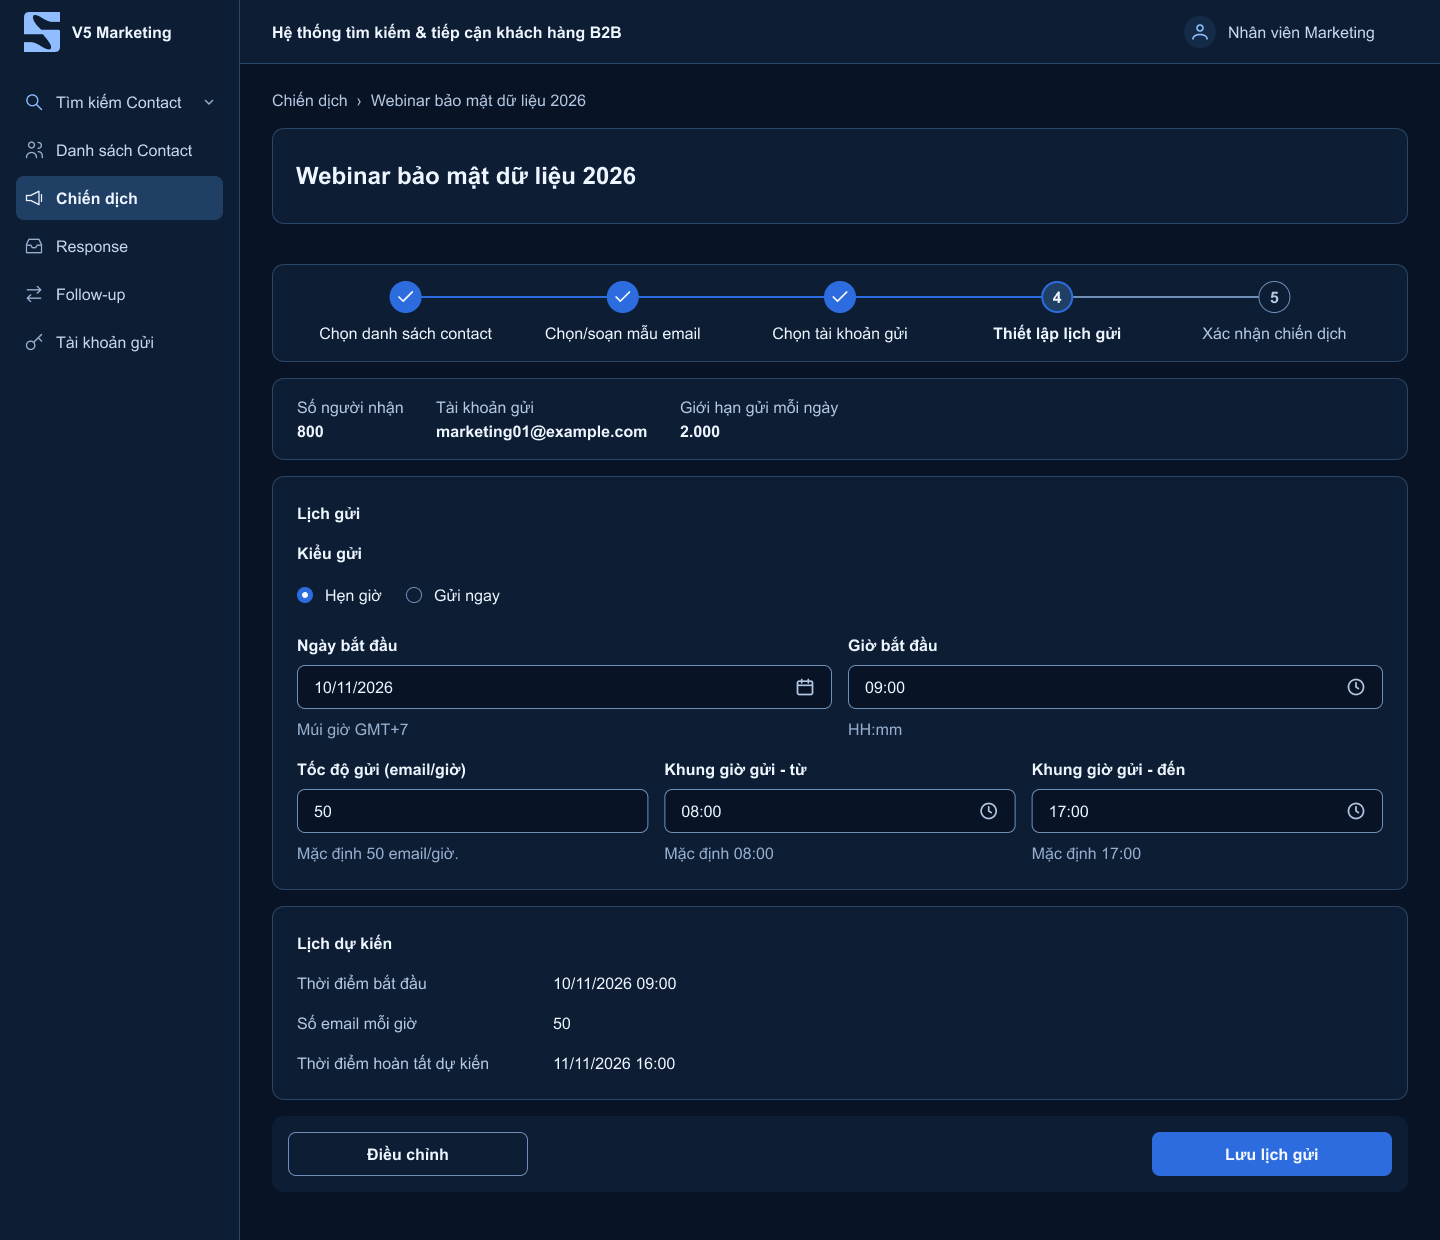 V5 Marketing
Hệ thống tìm kiếm & tiếp cận khách hàng B2B
Nhân viên Marketing
Tìm kiếm Contact
Danh sách Contact
Chiến dịch
Response
Follow-up
Tài khoản gửi
Chiến dịch › Webinar bảo mật dữ liệu 2026
Webinar bảo mật dữ liệu 2026
4
5
Chọn danh sách contact
Chọn/soạn mẫu email
Chọn tài khoản gửi
Thiết lập lịch gửi
Xác nhận chiến dịch
Số người nhận
800
Tài khoản gửi
marketing01@example.com
Giới hạn gửi mỗi ngày
2.000
Lịch gửi
Kiểu gửi
Hẹn giờ
Gửi ngay
Ngày bắt đầu
10/11/2026
Múi giờ GMT+7
Giờ bắt đầu
09:00
HH:mm
Tốc độ gửi (email/giờ)
50
Mặc định 50 email/giờ.
Khung giờ gửi - từ
08:00
Mặc định 08:00
Khung giờ gửi - đến
17:00
Mặc định 17:00
Lịch dự kiến
Thời điểm bắt đầu
10/11/2026 09:00
Số email mỗi giờ
50
Thời điểm hoàn tất dự kiến
11/11/2026 16:00
Điều chỉnh
Lưu lịch gửi